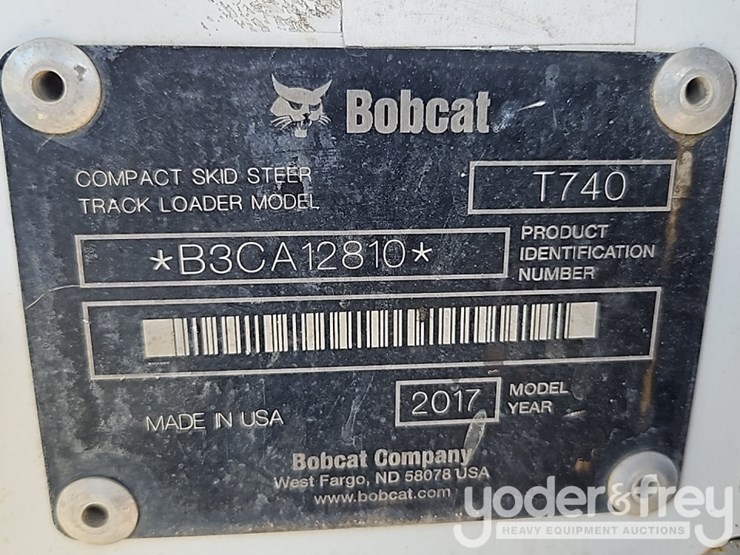 Bobcat
COMPACT SKID STEER
TRACK LOADER MODEL
T740
*B3CA12810*
PRODUCT
IDENTIFICATION
NUMBER
MADE IN USA
2017
MODEL
YEAR
Bobcat Company
West Fargo, ND 58078 USA
www.bobcat.com
yoder&frey
HEAVY EQUIPMENT AUCTIONS